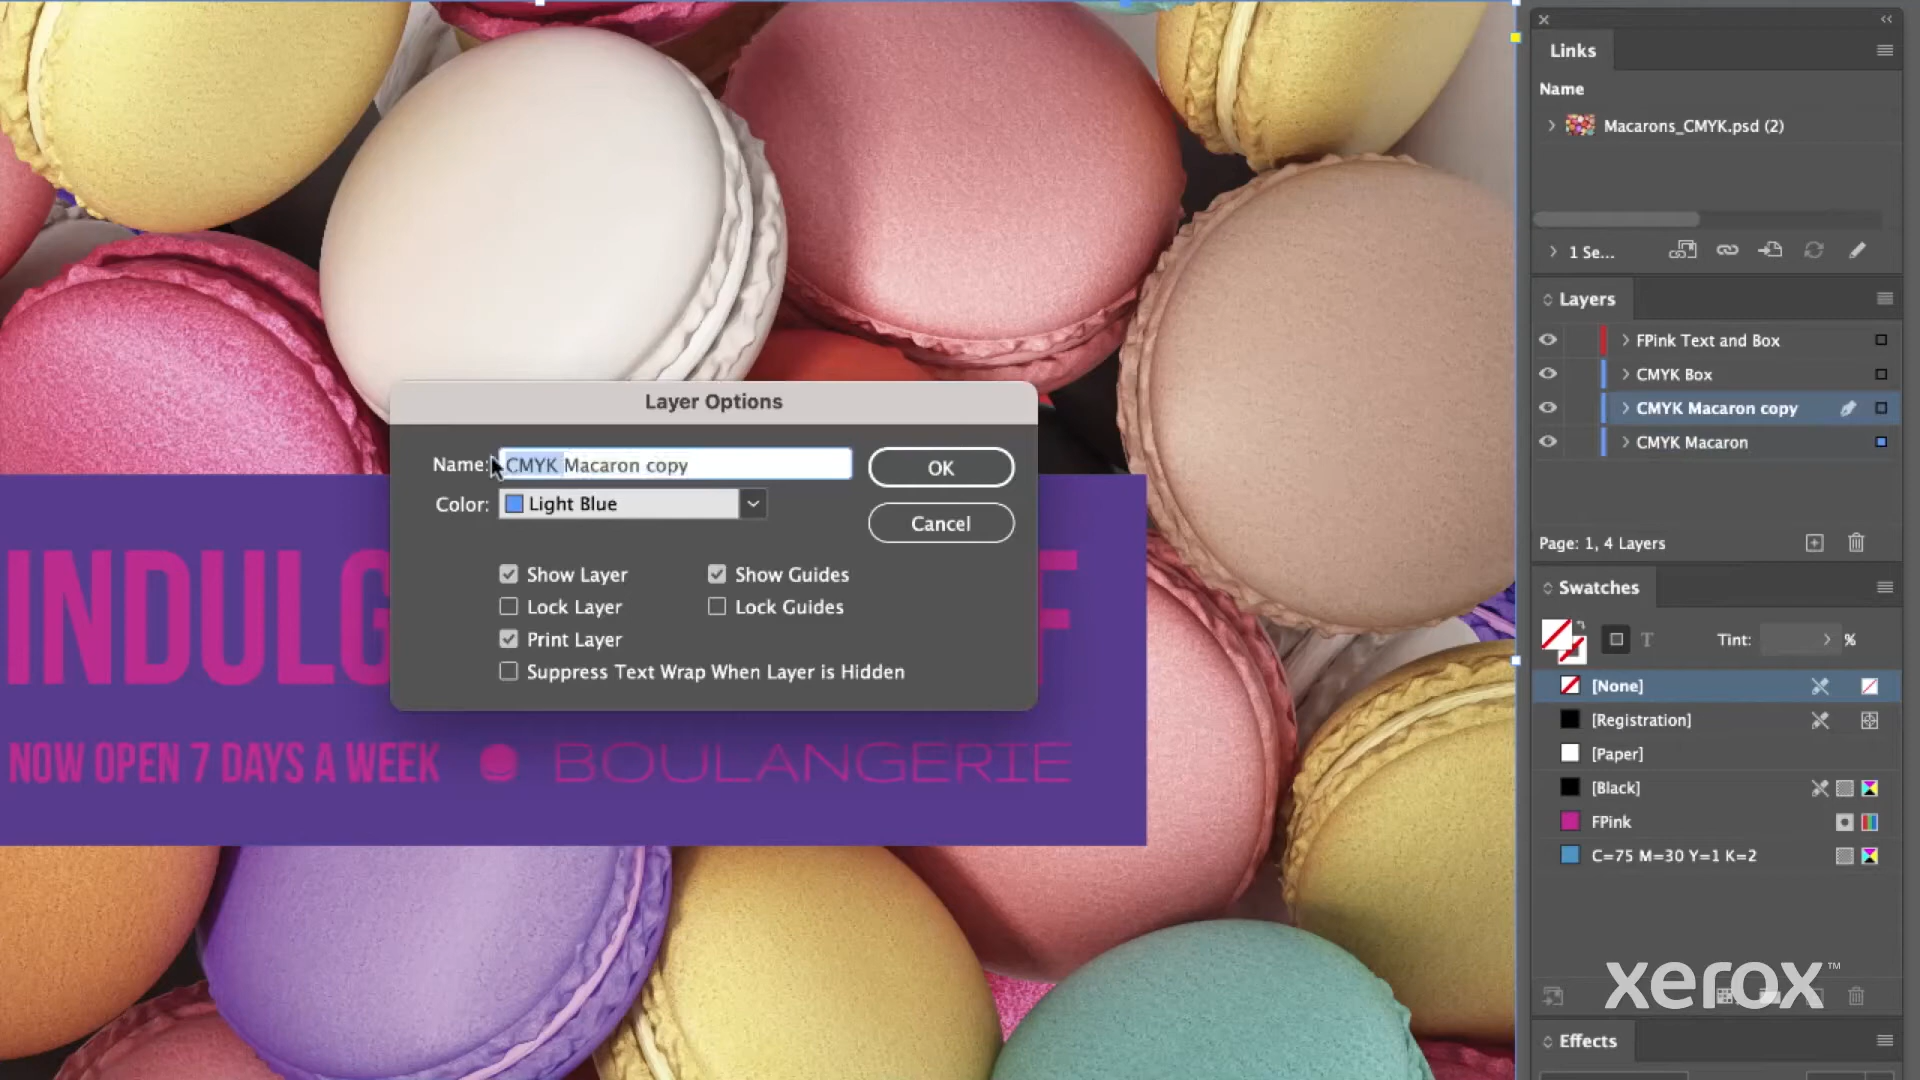 Links
Name
Macarons_CMYK.psd (2)
1 Se...
Layers
FPink Text and Box
CMYK Box
CMYK Macaron copy
CMYK Macaron
Page: 1, 4 Layers
Swatches
T
Tint:
%
[None]
[Registration]
[Paper]
[Black]
FPink
C=75 M=30 Y=1 K=2
xerox™
Effects
Layer Options
Name:
CMYK Macaron copy
OK
Color:
Light Blue
Cancel
Show Layer
Show Guides
Lock Layer
Lock Guides
Print Layer
Suppress Text Wrap When Layer is Hidden
INDULG
F
NOW OPEN 7 DAYS A WEEK
BOULANGERIE